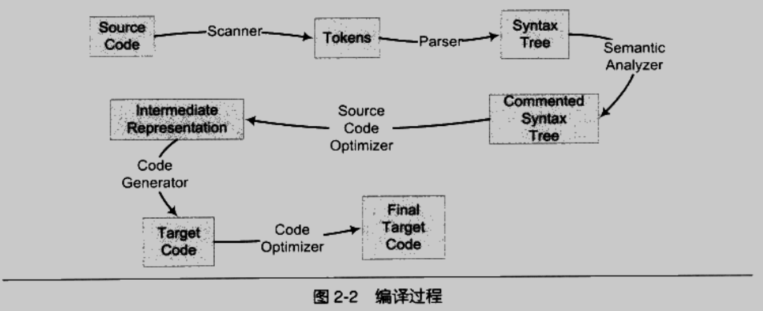 Source
Code
Scanner
Tokens
Parser
Syntax
Tree
Semantic
Analyzer
Commented
Syntax
Tree
Source
Code
Optimizer
Intermediate
Representation
Code
Generator
Target
Code
Code
Optimizer
Final
Target
Code
图 2-2 编译过程